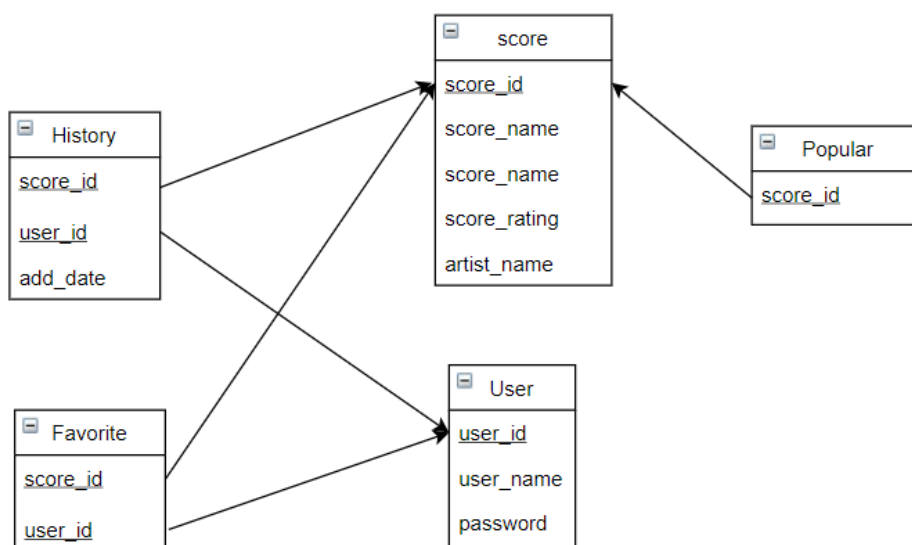 score
score_id
score_name
score_name
score_rating
artist_name
History
score_id
user_id
add_date
Popular
score_id
User
user_id
user_name
password
Favorite
score_id
user_id